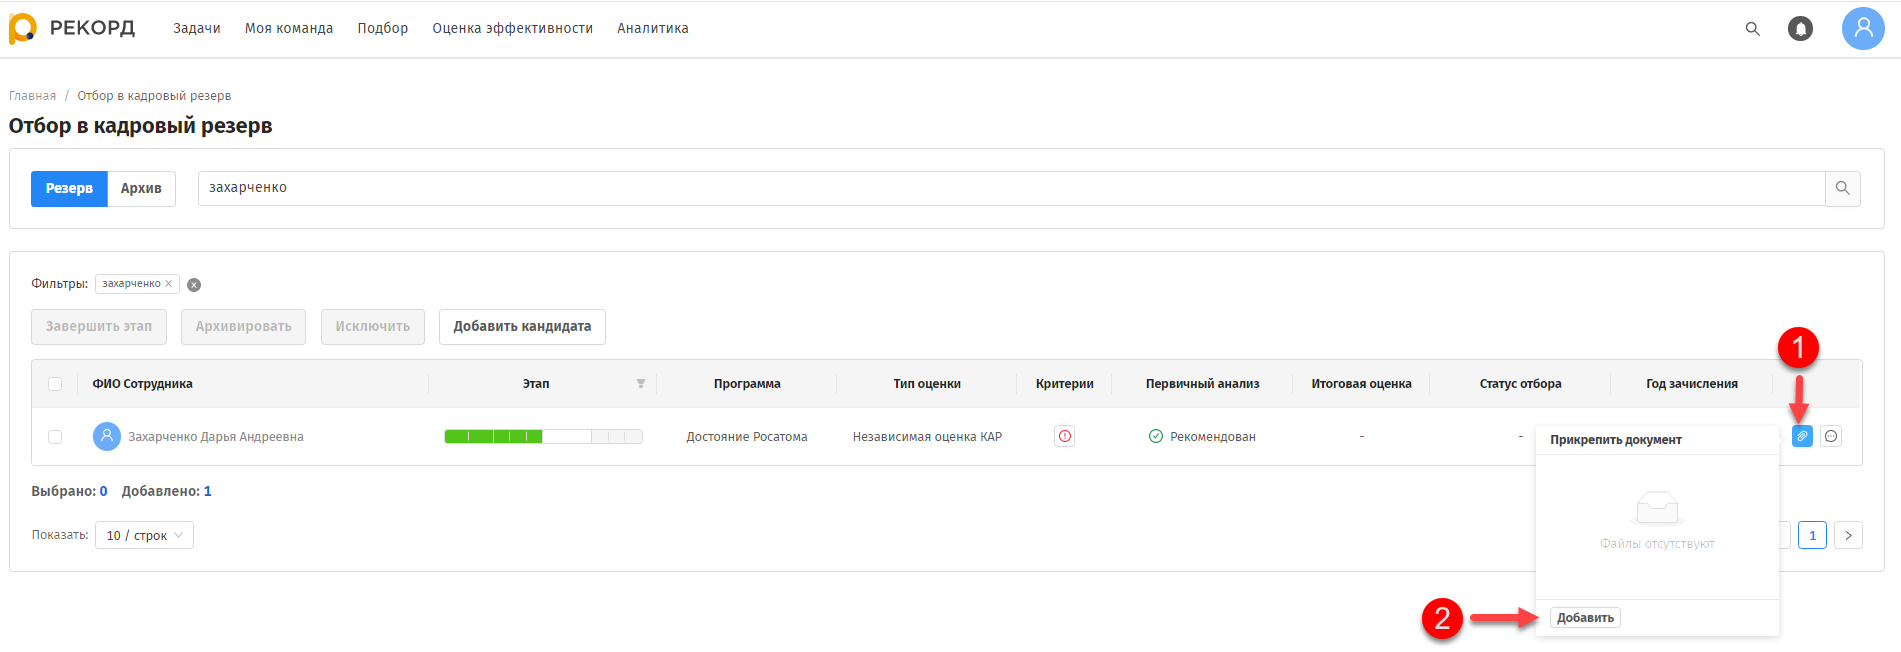 РЕКОРД
Задачи Моя команда Подбор Оценка эффективности Аналитика
Главная / Отбор в кадровый резерв
Отбор в кадровый резерв
Резерв Архив захарченко
Фильтры: захарченко
Завершить этап Архивировать Исключить Добавить кандидата
1
ФИО Сотрудника Этап Программа Тип оценки Критерии Первичный анализ Итоговая оценка Статус отбора Год зачисления
Захарченко Дарья Андреевна Достояние Росатома Независимая оценка КАР Рекомендован - -
Прикрепить документ
Выбрано: 0 Добавлено: 1
Показать: 10 / строк 1 >
Файлы отсутствуют
2 Добавить